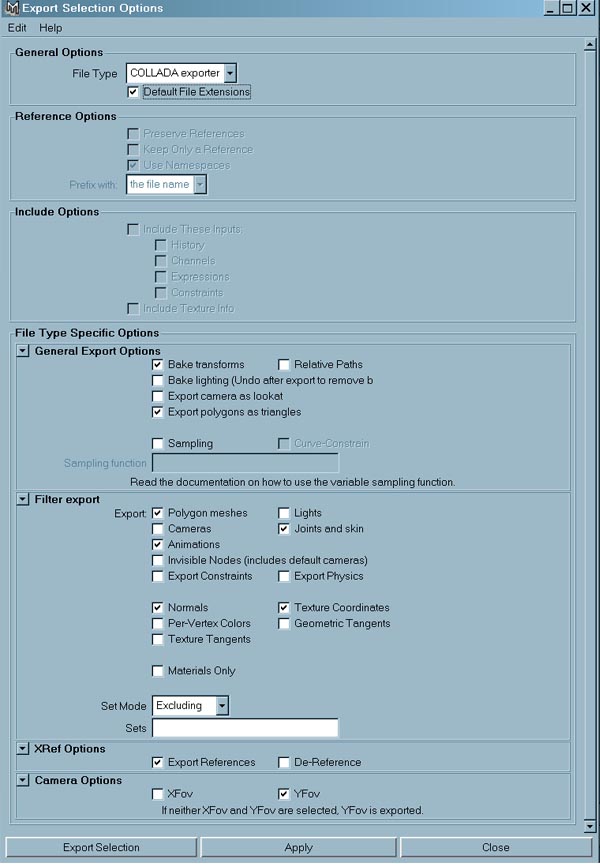 Export Selection Options
Edit Help
General Options
File Type COLLADA exporter
Default File Extensions
Reference Options
Preserve References
Keep Only a Reference
Use Namespaces
Prefix with: the file name
Include Options
Include These Inputs:
History
Channels
Expressions
Constraints
Include Texture Info
File Type Specific Options
General Export Options
Bake transforms Relative Paths
Bake lighting (Undo after export to remove b
Export camera as lookat
Export polygons as triangles
Sampling Curve-Constrain
Sampling function
Read the documentation on how to use the variable sampling function.
Filter export
Export: Polygon meshes Lights
Cameras Joints and skin
Animations
Invisible Nodes (includes default cameras)
Export Constraints Export Physics
Normals Texture Coordinates
Per-Vertex Colors Geometric Tangents
Texture Tangents
Materials Only
Set Mode Excluding
Sets
XRef Options
Export References De-Reference
Camera Options
XFov YFov
If neither XFov and YFov are selected, YFov is exported.
Export Selection Apply Close